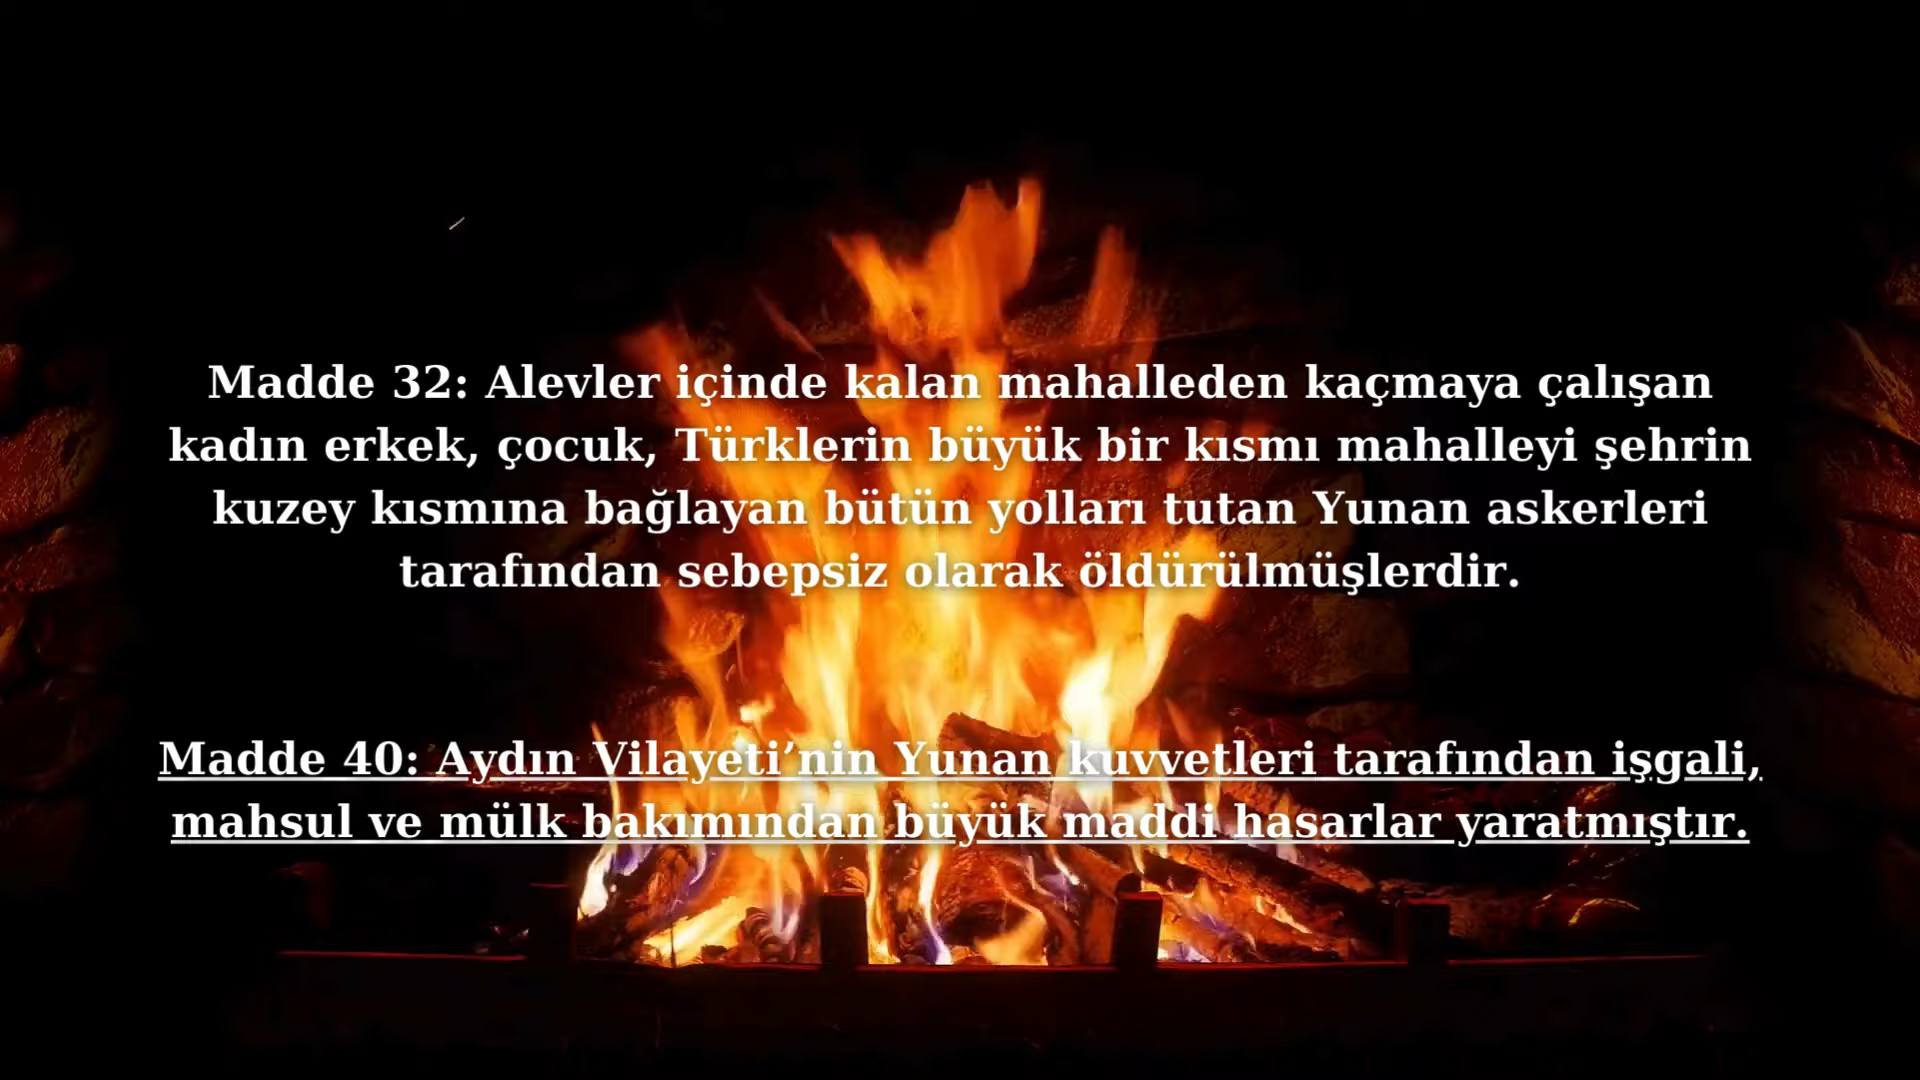 Madde 32: Alevler içinde kalan mahalleden kaçmaya çalışan
kadın erkek, çocuk, Türklerin büyük bir kısmı mahalleyi şehrin
kuzey kısmına bağlayan bütün yolları tutan Yunan askerleri
tarafından sebepsiz olarak öldürülmüşlerdir.
Madde 40: Aydın Vilayeti’nin Yunan kuvvetleri tarafından işgali,
mahsul ve mülk bakımından büyük maddi hasarlar yaratmıştır.